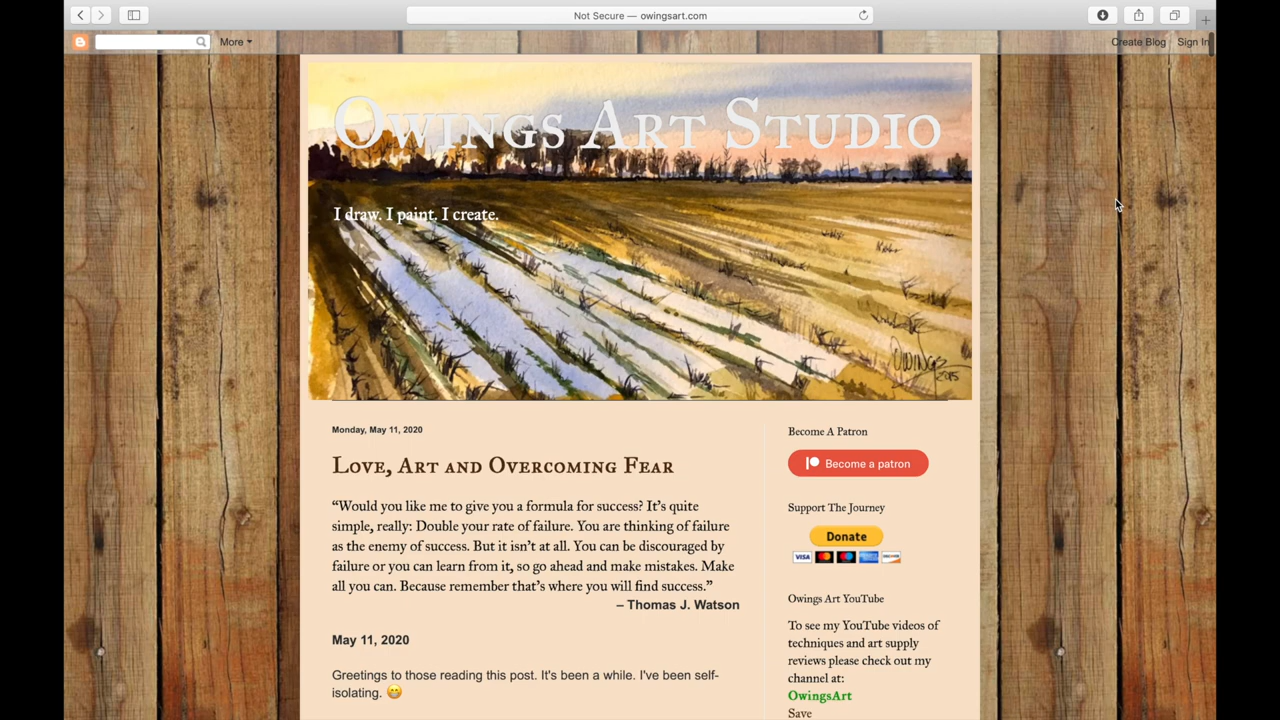 Not Secure — owingsart.com
More
Create Blog
Sign In
Owings Art Studio
I draw. I paint. I create.
Owings
2015
Monday, May 11, 2020
Love, Art and Overcoming Fear
“Would you like me to give you a formula for success? It’s quite
simple, really: Double your rate of failure. You are thinking of failure
as the enemy of success. But it isn’t at all. You can be discouraged by
failure or you can learn from it, so go ahead and make mistakes. Make
all you can. Because remember that’s where you will find success.”
– Thomas J. Watson
May 11, 2020
Greetings to those reading this post. It's been a while. I've been self-
isolating. 😁
Become A Patron
Become a patron
Support The Journey
Donate
VISA
DISCOVER
Owings Art YouTube
To see my YouTube videos of
techniques and art supply
reviews please check out my
channel at:
OwingsArt
Save